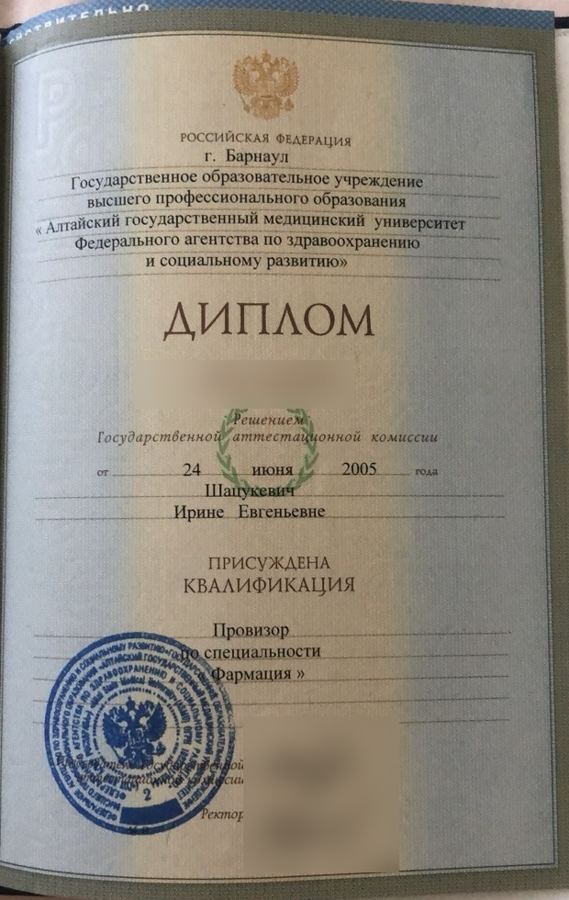 РОССИЙСКАЯ ФЕДЕРАЦИЯ
г. Барнаул
Государственное образовательное учреждение
высшего профессионального образования
« Алтайский государственный медицинский университет
Федерального агентства по здравоохранению
и социальному развитию»
ДИПЛОМ
Решением
Государственной аттестационной комиссии
от 24 июня 2005 года
Шацукевич
Ирине Евгеньевне
ПРИСУЖДЕНА
КВАЛИФИКАЦИЯ
Провизор
по специальности
« Фармация »
2
Ректор